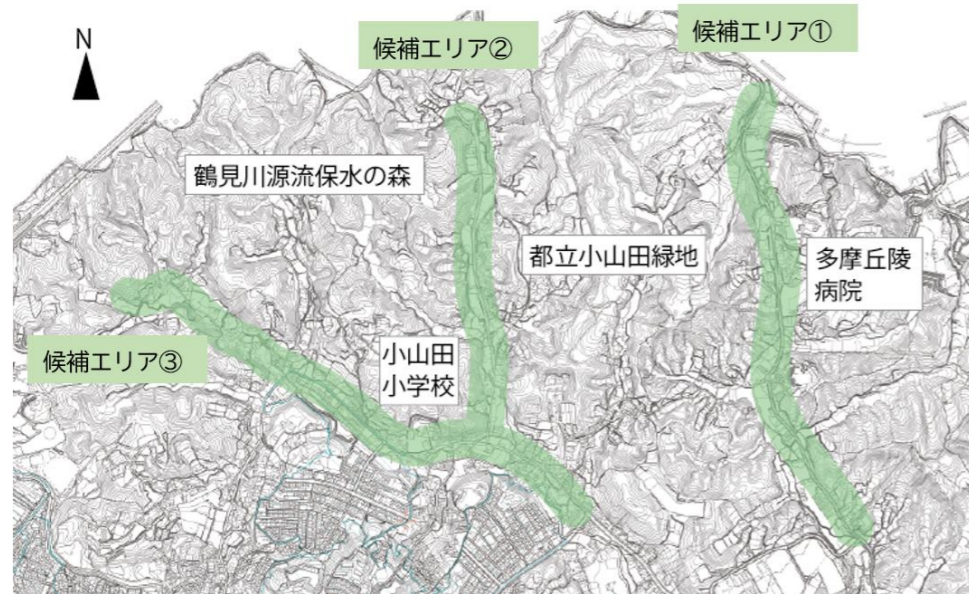 N
候補エリア②
候補エリア①
鶴見川源流保水の森
都立小山田緑地
多摩丘陵
病院
候補エリア③
小山田
小学校